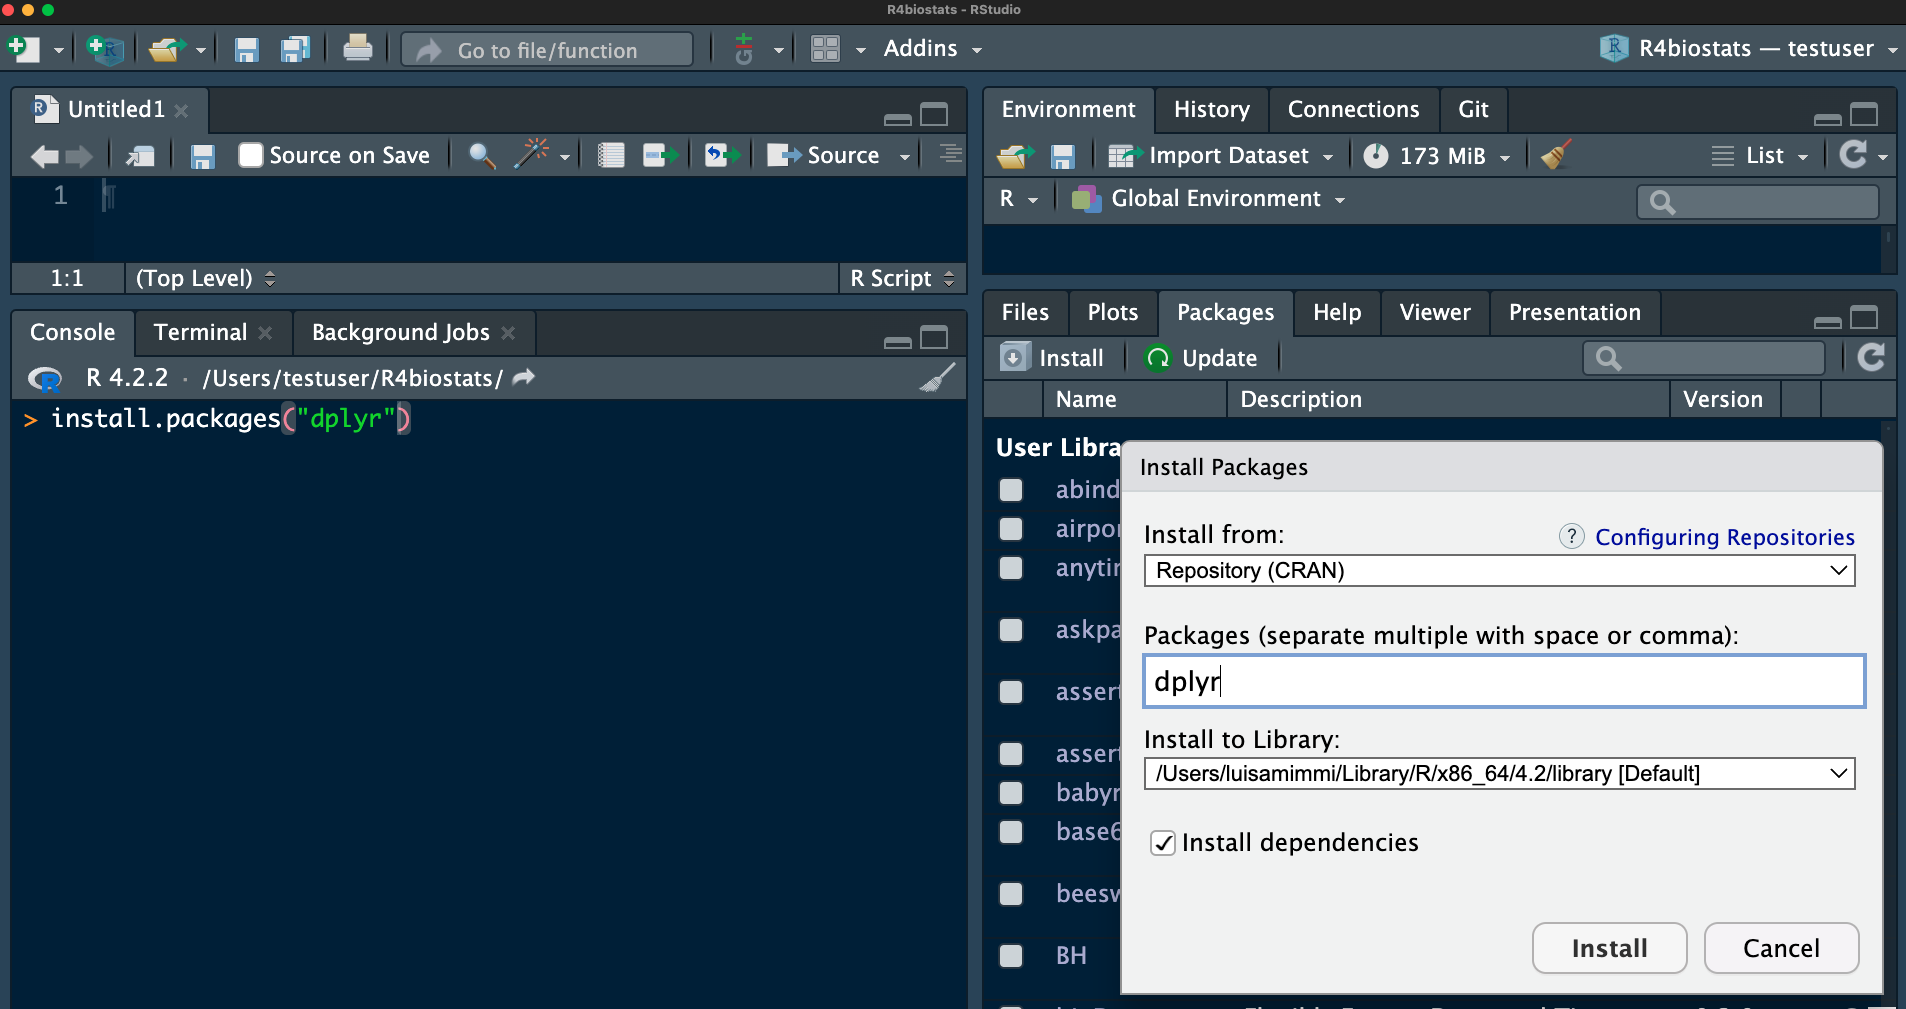 R4biostats - RStudio
Go to file/function
Addins
R4biostats — testuser
Untitled1
Source on Save
Source
1
1:1
(Top Level)
R Script
Console
Terminal
Background Jobs
R 4.2.2 · /Users/testuser/R4biostats/
> install.packages("dplyr")
Environment
History
Connections
Git
Import Dataset
173 MiB
List
R
Global Environment
Files
Plots
Packages
Help
Viewer
Presentation
Install
Update
Name
Description
Version
User Libra
abind
airpor
anytin
askpa
assert
assert
babyr
base6
beesw
BH
Install Packages
Install from:
? Configuring Repositories
Repository (CRAN)
Packages (separate multiple with space or comma):
dplyr
Install to Library:
/Users/luisamimmi/Library/R/x86_64/4.2/library [Default]
Install dependencies
Install
Cancel